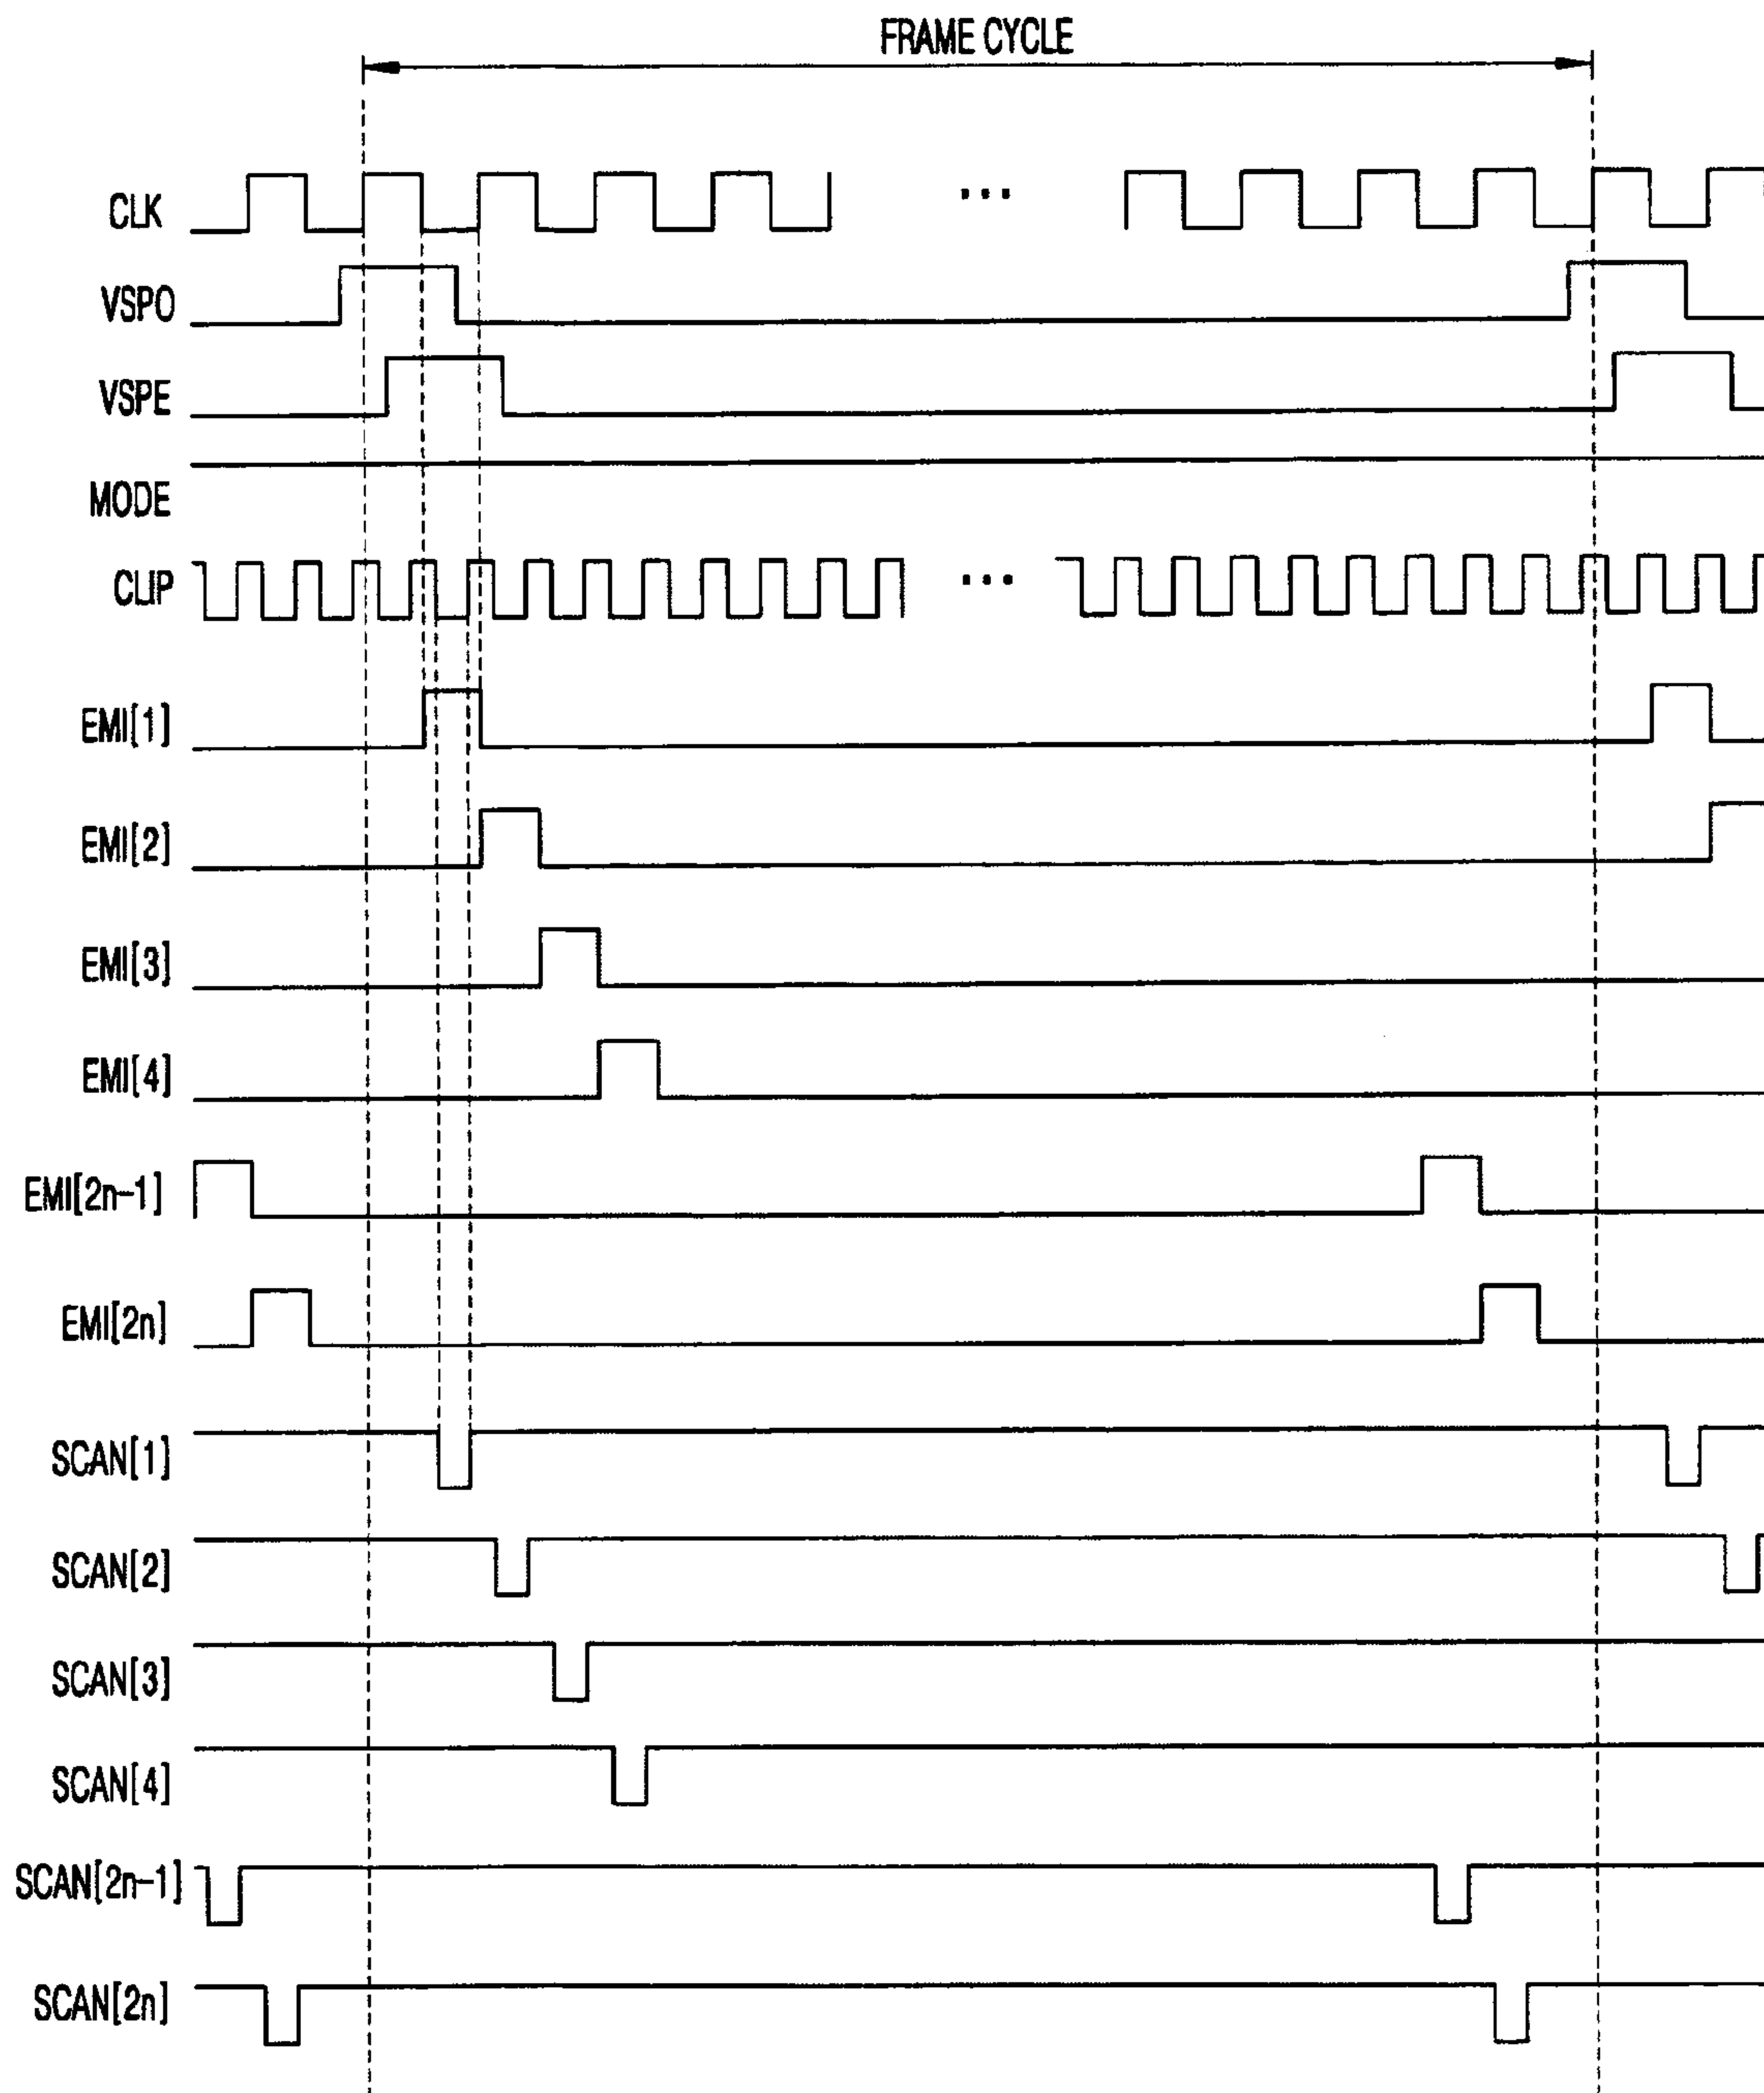 FRAME CYCLE
CLK
...
VSPO
VSPE
MODE
CLIP
...
EMI[1]
EMI[2]
EMI[3]
EMI[4]
EMI[2n-1]
EMI[2n]
SCAN[1]
SCAN[2]
SCAN[3]
SCAN[4]
SCAN[2n-1]
SCAN[2n]